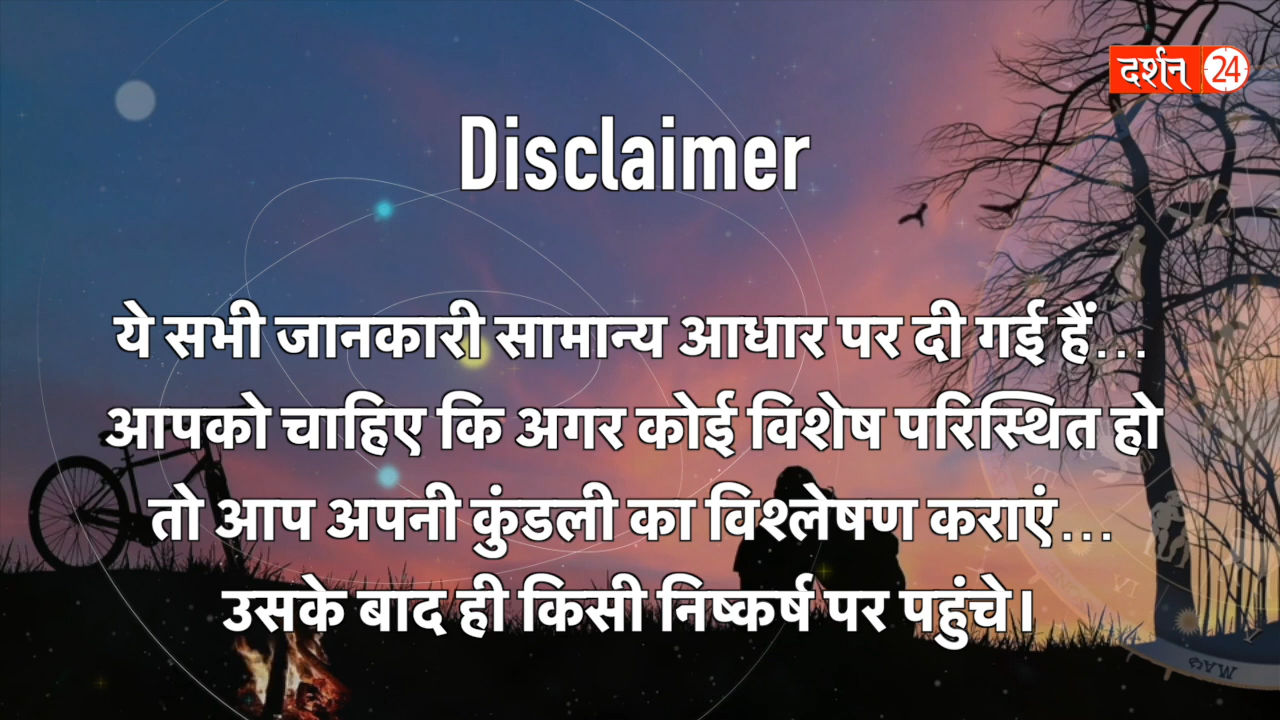 दर्शन 24
Disclaimer
ये सभी जानकारी सामान्य आधार पर दी गई हैं...
आपको चाहिए कि अगर कोई विशेष परिस्थित हो
तो आप अपनी कुंडली का विश्लेषण कराएं...
उसके बाद ही किसी निष्कर्ष पर पहुंचे।
VI